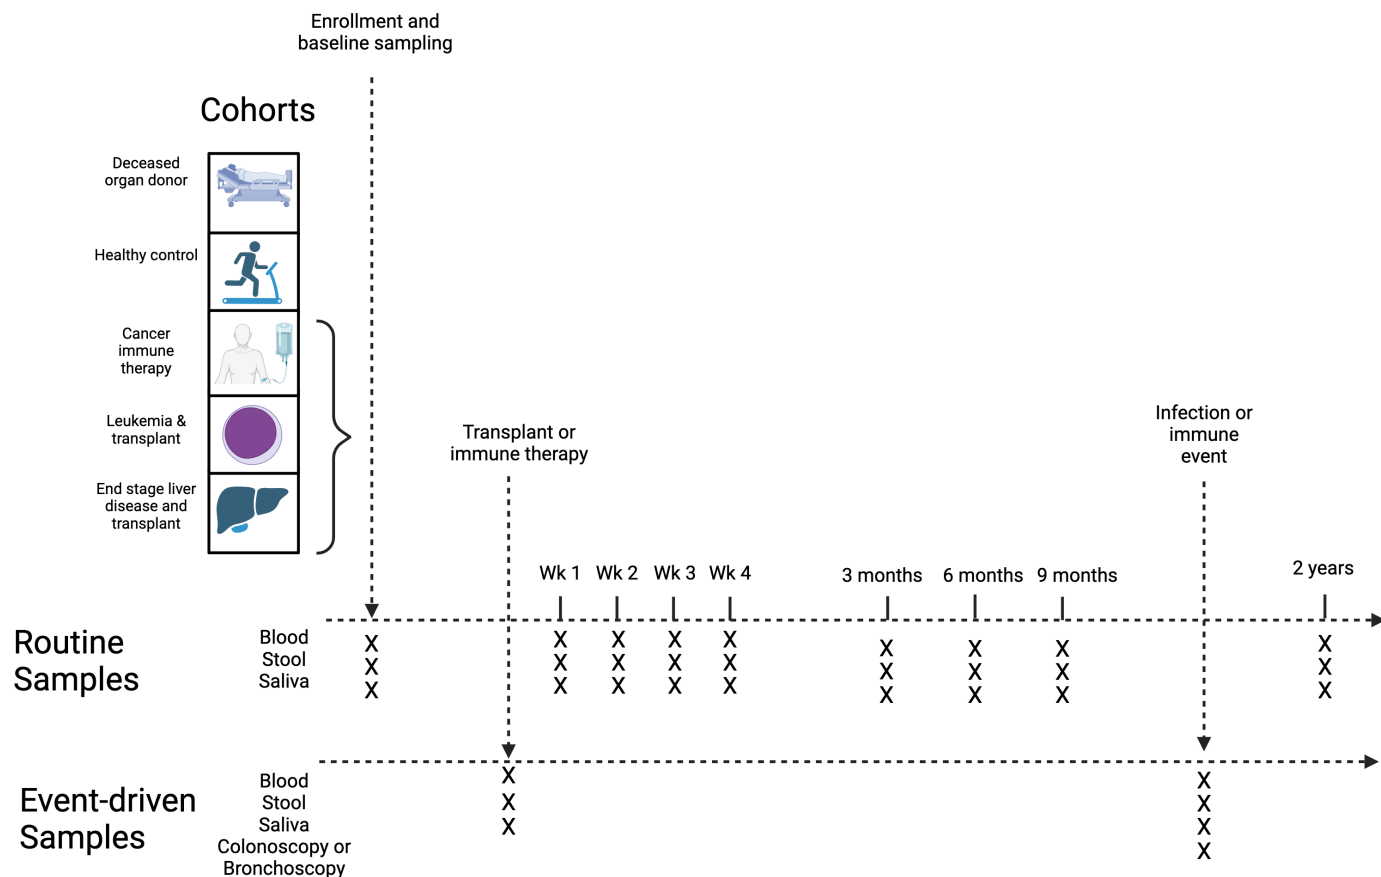 Enrollment and
baseline sampling
Cohorts
Deceased
organ donor
Healthy control
Cancer
immune
therapy
Leukemia &
transplant
End stage liver
disease and
transplant
Transplant or
immune therapy
Infection or
immune
event
Wk 1 Wk 2 Wk 3 Wk 4 3 months 6 months 9 months 2 years
Routine
Samples
Blood X X X X X X X X X
Stool X X X X X X X X X
Saliva X X X X X X X X X
Event-driven
Samples
Blood X X
Stool X X
Saliva X X
Colonoscopy or X
Bronchoscopy